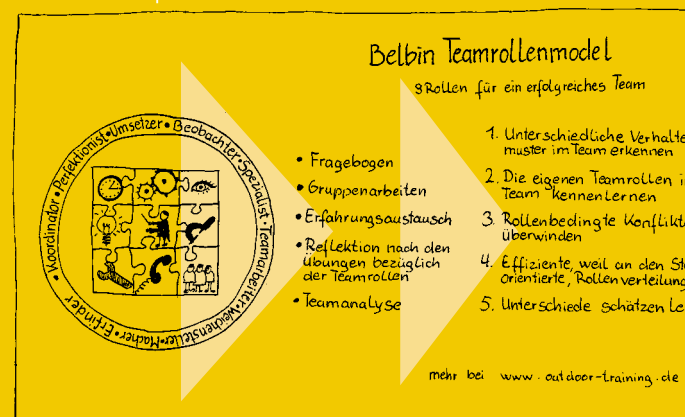 Belbin Teamrollenmodel
9 Rollen für ein erfolgreiches Team
• Koordinator • Perfektionist • Umsetzer • Beobachter • Spezialist • Teamarbeiter • Weichensteller • Macher • Erfinder
• Fragebogen
• Gruppenarbeiten
• Erfahrungsaustausch
• Reflektion nach den
Übungen bezüglich
der Teamrollen
• Teamanalyse
1. Unterschiedliche Verhalte
muster im Team erkennen
2. Die eigenen Teamrollen i
Team kennenlernen
3. Rollenbedingte Konflikt
überwinden
4. Effiziente, weil an den St
orientierte, Rollenverteilung
5. Unterschiede schätzen le
mehr bei www.outdoor-training.de